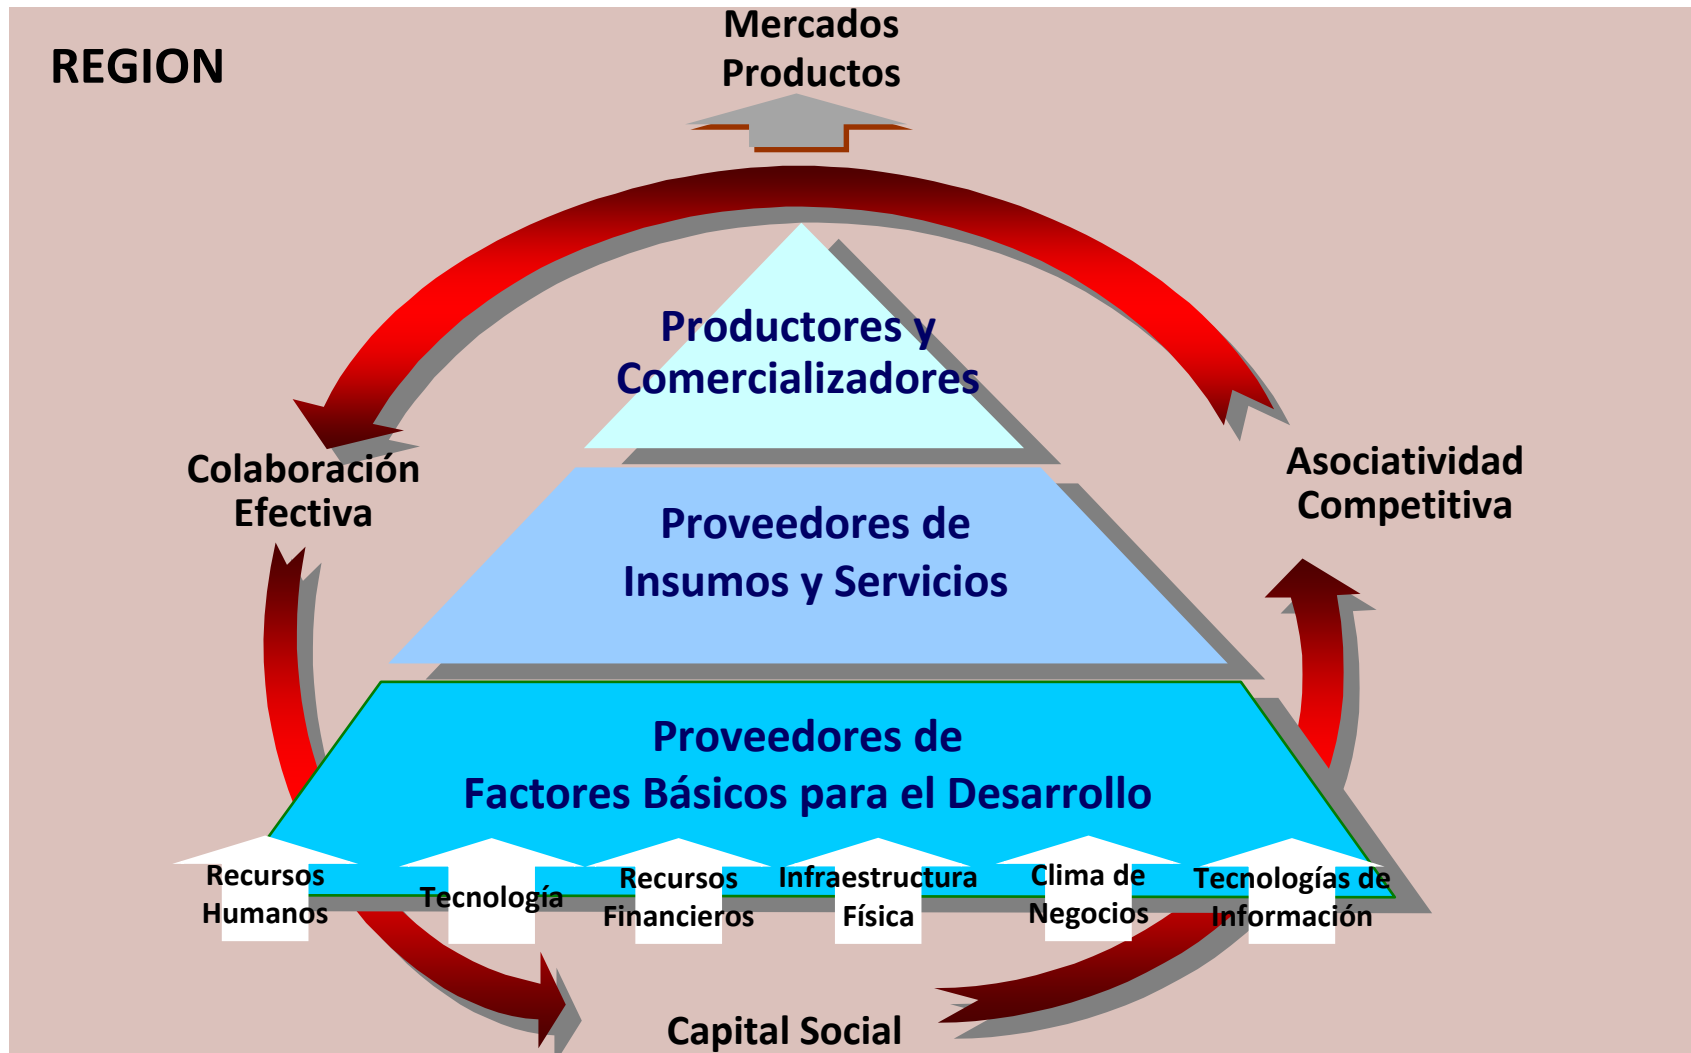 REGION
Mercados
Productos
Productores y
Comercializadores
Colaboración
Efectiva
Asociatividad
Competitiva
Proveedores de
Insumos y Servicios
Proveedores de
Factores Básicos para el Desarrollo
Recursos
Humanos
Tecnología
Recursos
Financieros
Infraestructura
Física
Clima de
Negocios
Tecnologías de
Información
Capital Social